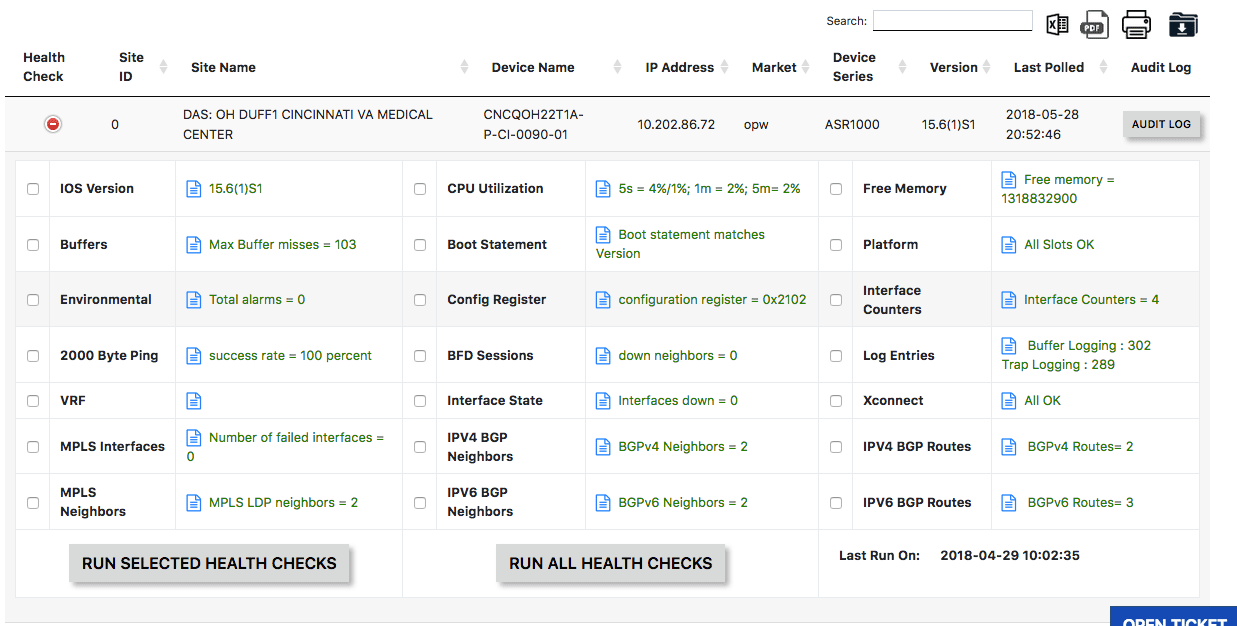 Search:
PDF
Health Check
Site ID
Site Name
Device Name
IP Address
Market
Device Series
Version
Last Polled
Audit Log
0
DAS: OH DUFF1 CINCINNATI VA MEDICAL
CENTER
CNCQOH22T1A-
P-CI-0090-01
10.202.86.72
opw
ASR1000
15.6(1)S1
2018-05-28
20:52:46
AUDIT LOG
IOS Version
15.6(1)S1
CPU Utilization
5s = 4%/1%; 1m = 2%; 5m= 2%
Free Memory
Free memory =
1318832900
Buffers
Max Buffer misses = 103
Boot Statement
Boot statement matches
Version
Platform
All Slots OK
Environmental
Total alarms = 0
Config Register
configuration register = 0x2102
Interface
Counters
Interface Counters = 4
2000 Byte Ping
success rate = 100 percent
BFD Sessions
down neighbors = 0
Log Entries
Buffer Logging : 302
Trap Logging : 289
VRF
Interface State
Interfaces down = 0
Xconnect
All OK
MPLS Interfaces
Number of failed interfaces =
0
IPV4 BGP
Neighbors
BGPv4 Neighbors = 2
IPV4 BGP Routes
BGPv4 Routes= 2
MPLS
Neighbors
MPLS LDP neighbors = 2
IPV6 BGP
Neighbors
BGPv6 Neighbors = 2
IPV6 BGP Routes
BGPv6 Routes= 3
RUN SELECTED HEALTH CHECKS
RUN ALL HEALTH CHECKS
Last Run On: 2018-04-29 10:02:35
OPEN TICKET